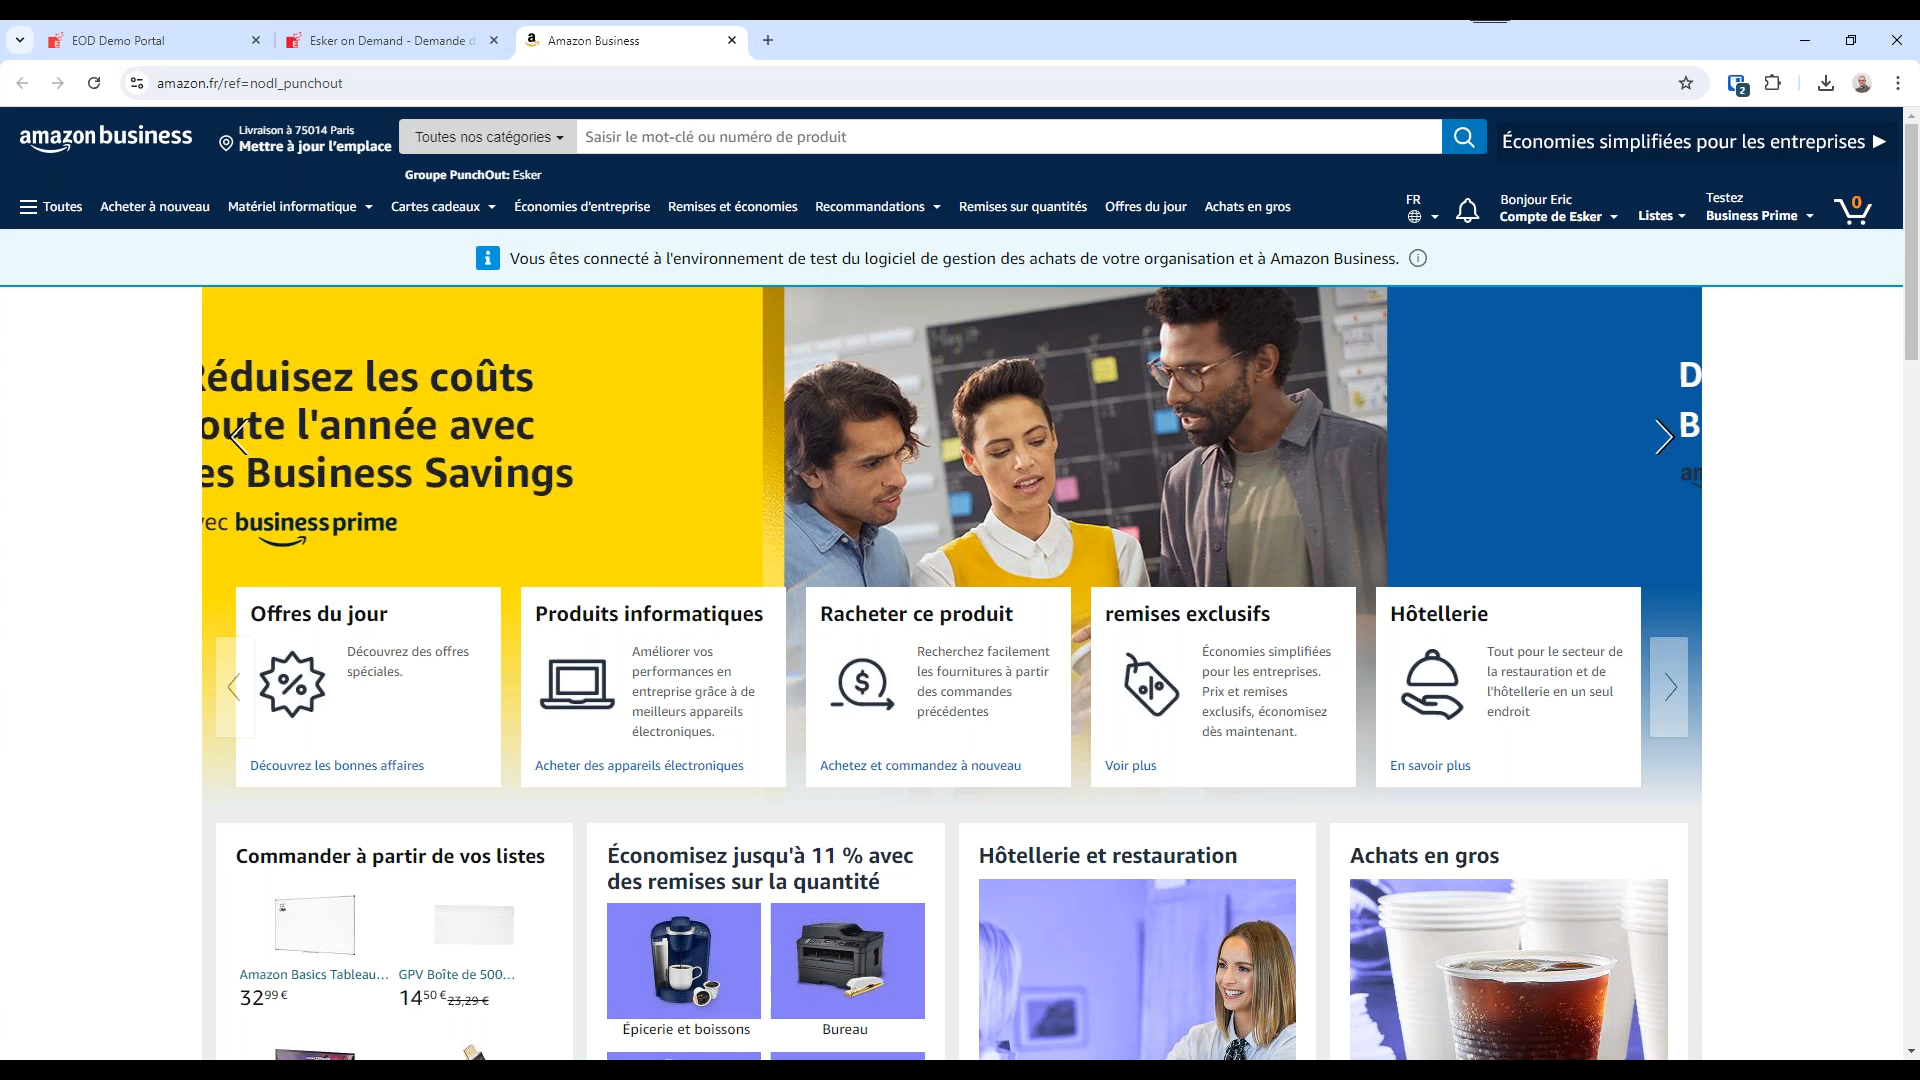 EOD Demo Portal
Esker on Demand - Demande d
Amazon Business
amazon.fr/ref=nodl_punchout
2
amazon business
Livraison à 75014 Paris
Mettre à jour l'emplace
Toutes nos catégories
Saisir le mot-clé ou numéro de produit
Économies simplifiées pour les entreprises ▶
Groupe PunchOut: Esker
Toutes
Acheter à nouveau
Matériel informatique
Cartes cadeaux
Économies d'entreprise
Remises et économies
Recommandations
Remises sur quantités
Offres du jour
Achats en gros
FR
Bonjour Eric
Compte de Esker
Listes
Testez
Business Prime
0
Vous êtes connecté à l'environnement de test du logiciel de gestion des achats de votre organisation et à Amazon Business.
Réduisez les coûts
oute l'année avec
es Business Savings
ec business prime
D
B
am
Offres du jour
Découvrez des offres
spéciales.
Découvrez les bonnes affaires
Produits informatiques
Améliorer vos
performances en
entreprise grâce à de
meilleurs appareils
électroniques.
Acheter des appareils électroniques
Racheter ce produit
Recherchez facilement
les fournitures à partir
des commandes
précédentes
Achetez et commandez à nouveau
remises exclusifs
Économies simplifiées
pour les entreprises.
Prix et remises
exclusifs, économisez
dès maintenant.
Voir plus
Hôtellerie
Tout pour le secteur de
la restauration et de
l'hôtellerie en un seul
endroit
En savoir plus
Commander à partir de vos listes
Amazon Basics Tableau...
32,99 €
GPV Boîte de 500...
14,50 € 23,29 €
Économisez jusqu'à 11 % avec
des remises sur la quantité
Épicerie et boissons
Bureau
Hôtellerie et restauration
Achats en gros